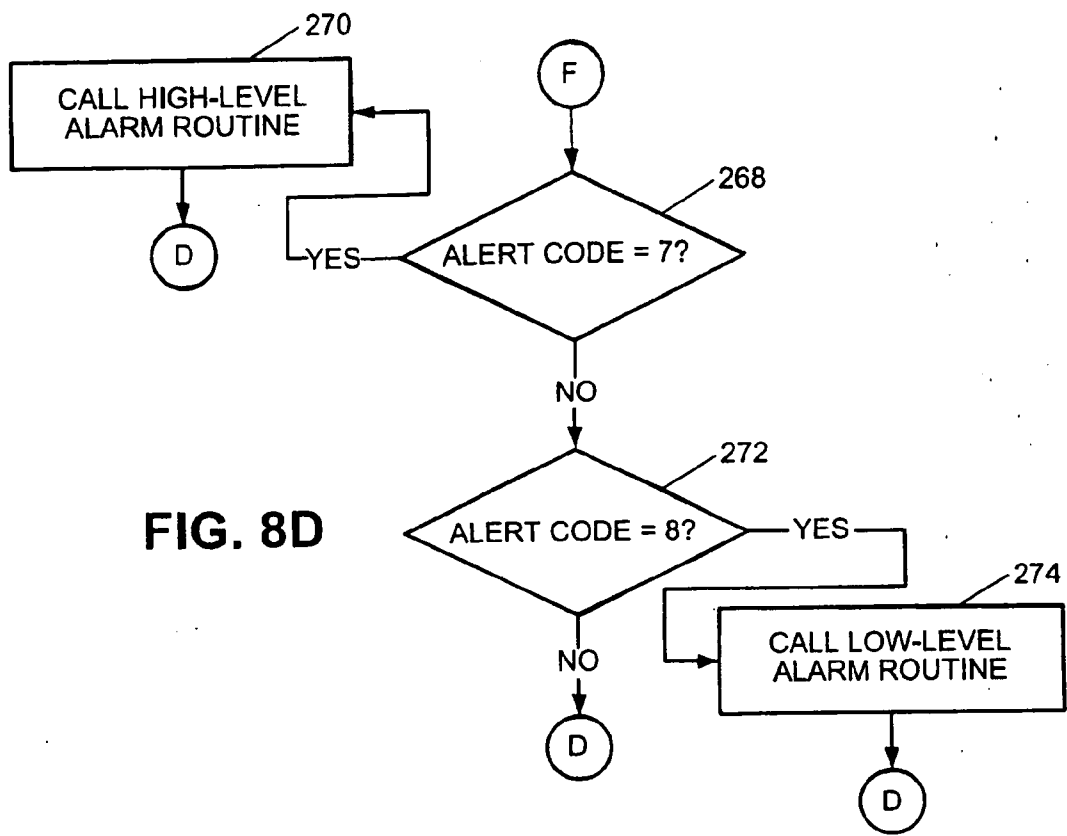 270
CALL HIGH-LEVEL
ALARM ROUTINE
D
F
268
ALERT CODE = 7?
YES
NO
272
ALERT CODE = 8?
YES
FIG. 8D
274
CALL LOW-LEVEL
ALARM ROUTINE
NO
D
D